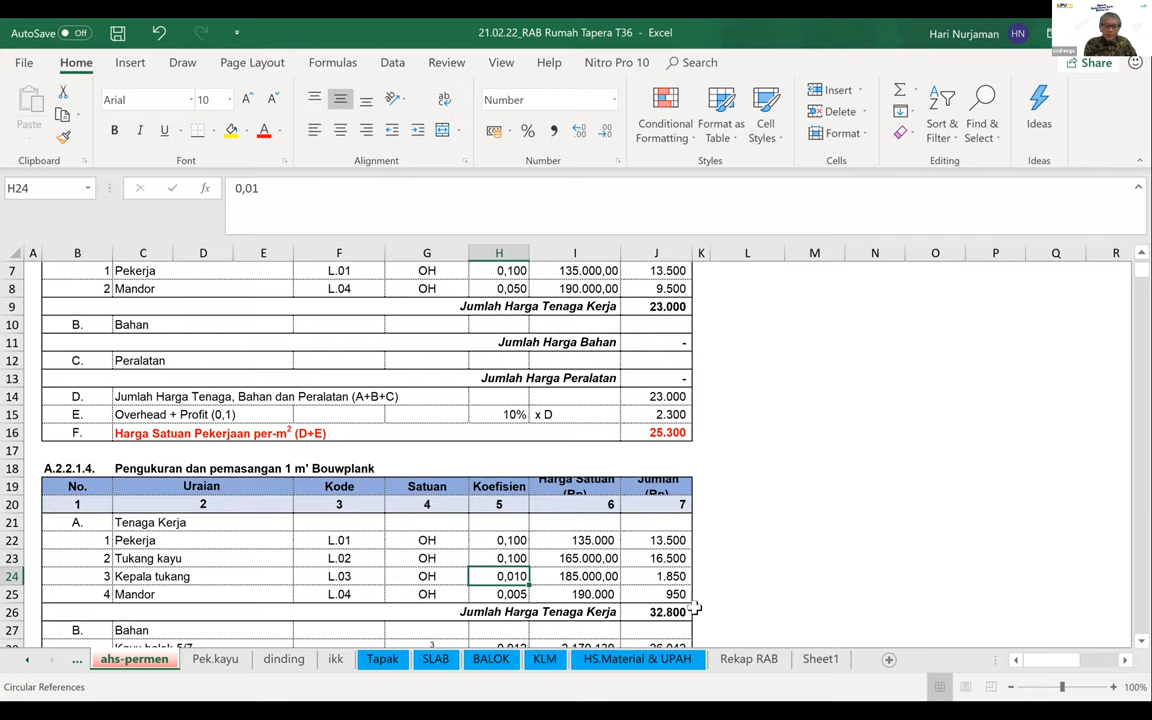 AutoSave Off 21.02.22_RAB Rumah Tapera T36 - Excel Hari Nurjaman HN
File Home Insert Draw Page Layout Formulas Data Review View Help Nitro Pro 10 Search Share
Paste Arial 10 Number Conditional Formatting Format as Table Cell Styles Insert Delete Format Sort & Filter Find & Select Ideas
Clipboard Font Alignment Number Styles Cells Editing Ideas
H24 fx 0,01
A B C D E F G H I J K L M N O P Q R
7 1 Pekerja L.01 OH 0,100 135.000,00 13.500
8 2 Mandor L.04 OH 0,050 190.000,00 9.500
9 Jumlah Harga Tenaga Kerja 23.000
10 B. Bahan
11 Jumlah Harga Bahan -
12 C. Peralatan
13 Jumlah Harga Peralatan -
14 D. Jumlah Harga Tenaga, Bahan dan Peralatan (A+B+C) 23.000
15 E. Overhead + Profit (0,1) 10% x D 2.300
16 F. Harga Satuan Pekerjaan per-m2 (D+E) 25.300
17
18 A.2.2.1.4. Pengukuran dan pemasangan 1 m' Bouwplank
19 No. Uraian Kode Satuan Koefisien Harga Satuan (Rp) Jumlah (Rp)
20 1 2 3 4 5 6 7
21 A. Tenaga Kerja
22 1 Pekerja L.01 OH 0,100 135.000 13.500
23 2 Tukang kayu L.02 OH 0,100 165.000,00 16.500
24 3 Kepala tukang L.03 OH 0,010 185.000,00 1.850
25 4 Mandor L.04 OH 0,005 190.000 950
26 Jumlah Harga Tenaga Kerja 32.800
27 B. Bahan
... ahs-permen Pek.kayu dinding ikk Tapak SLAB BALOK KLM HS.Material & UPAH Rekap RAB Sheet1
Circular References 100%